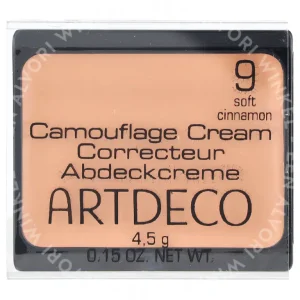 9
soft
cinnamon
Camouflage Cream
Correcteur
Abdeckcreme
ARTDECO
4,5 g
0.15 OZ. NET WT.